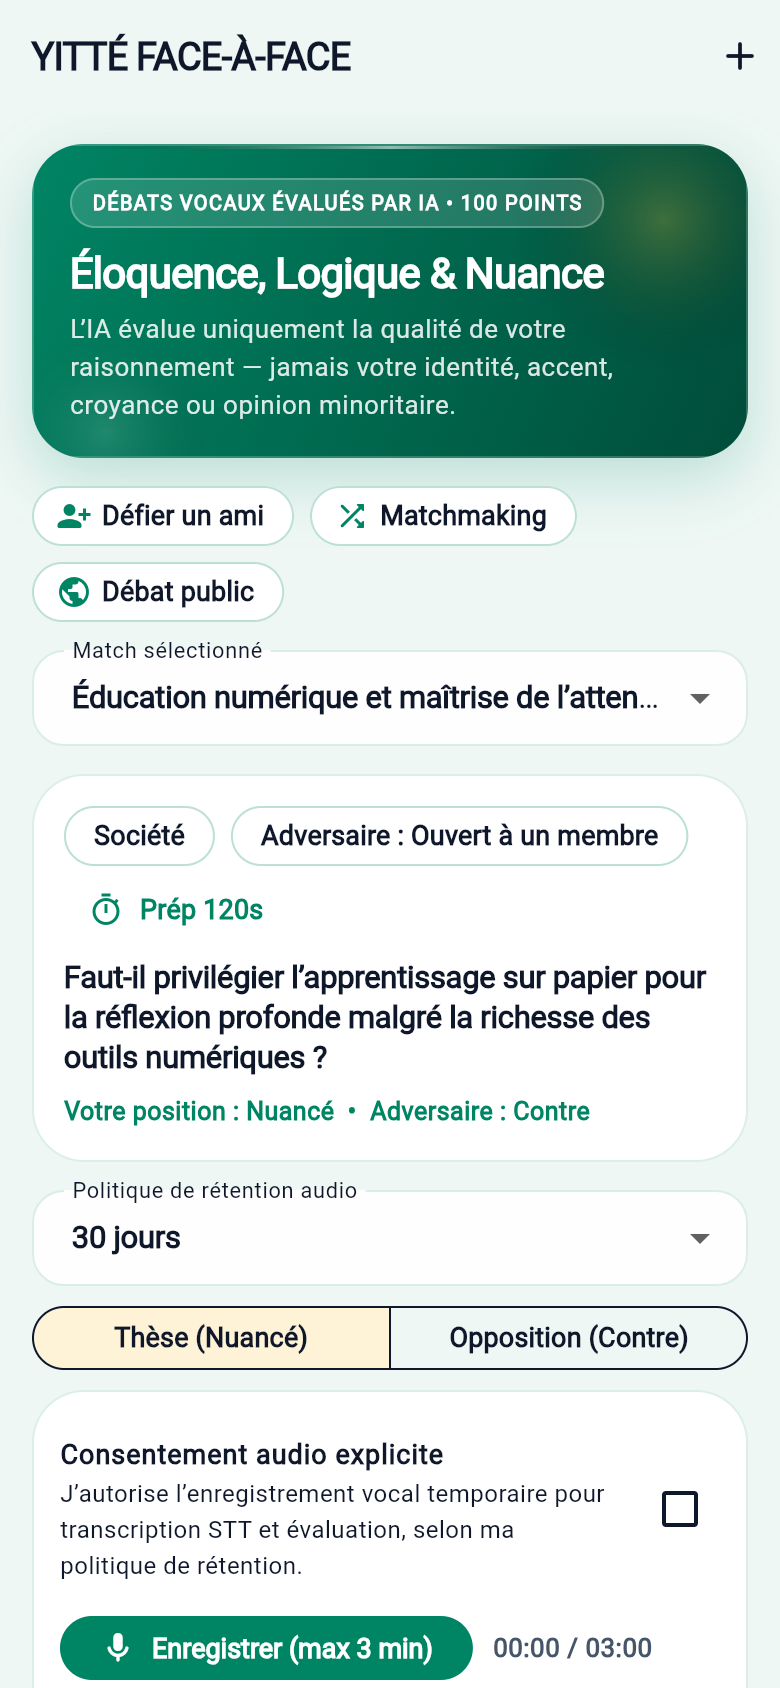 YITTÉ FACE-À-FACE
DÉBATS VOCAUX ÉVALUÉS PAR IA • 100 POINTS
Éloquence, Logique & Nuance
L’IA évalue uniquement la qualité de votre
raisonnement — jamais votre identité, accent,
croyance ou opinion minoritaire.
Défier un ami
Matchmaking
Débat public
Match sélectionné
Éducation numérique et maîtrise de l’atten...
Société
Adversaire : Ouvert à un membre
Prép 120s
Faut-il privilégier l’apprentissage sur papier pour
la réflexion profonde malgré la richesse des
outils numériques ?
Votre position : Nuancé • Adversaire : Contre
Politique de rétention audio
30 jours
Thèse (Nuancé)
Opposition (Contre)
Consentement audio explicite
J’autorise l’enregistrement vocal temporaire pour
transcription STT et évaluation, selon ma
politique de rétention.
Enregistrer (max 3 min)
00:00 / 03:00